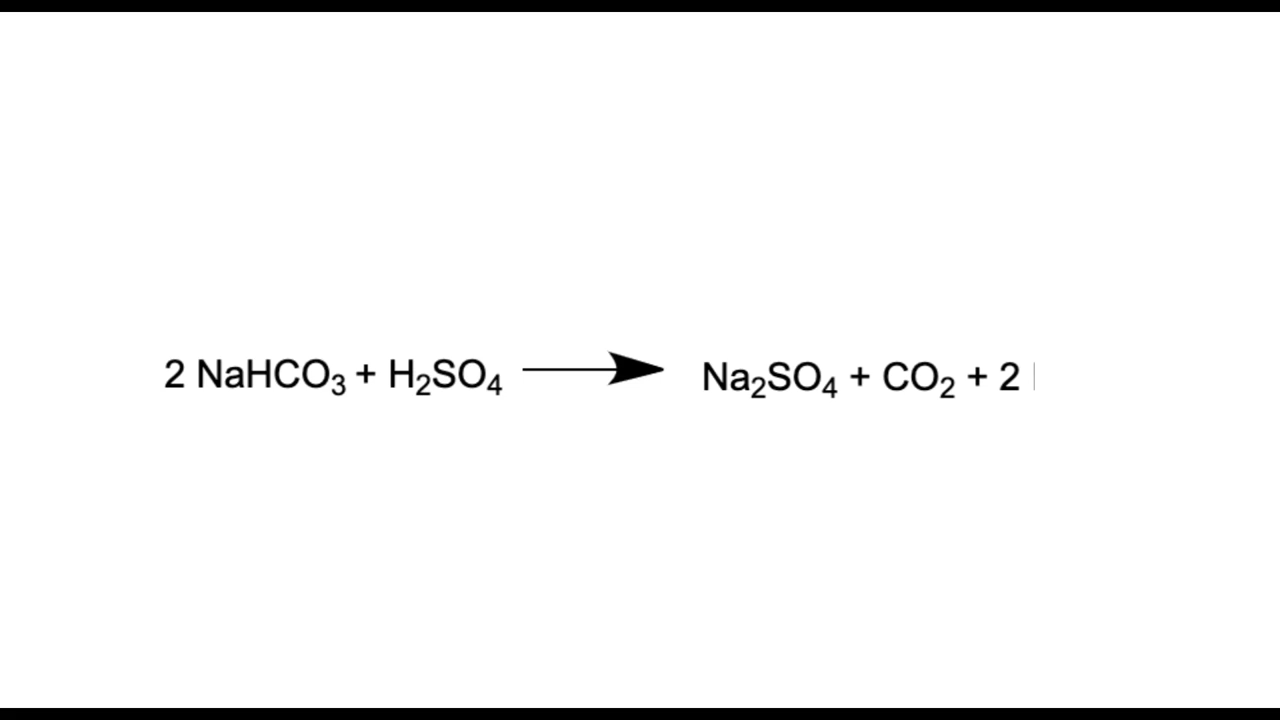 2 NaHCO₃ + H₂SO₄ ⟶ Na₂SO₄ + CO₂ + 2